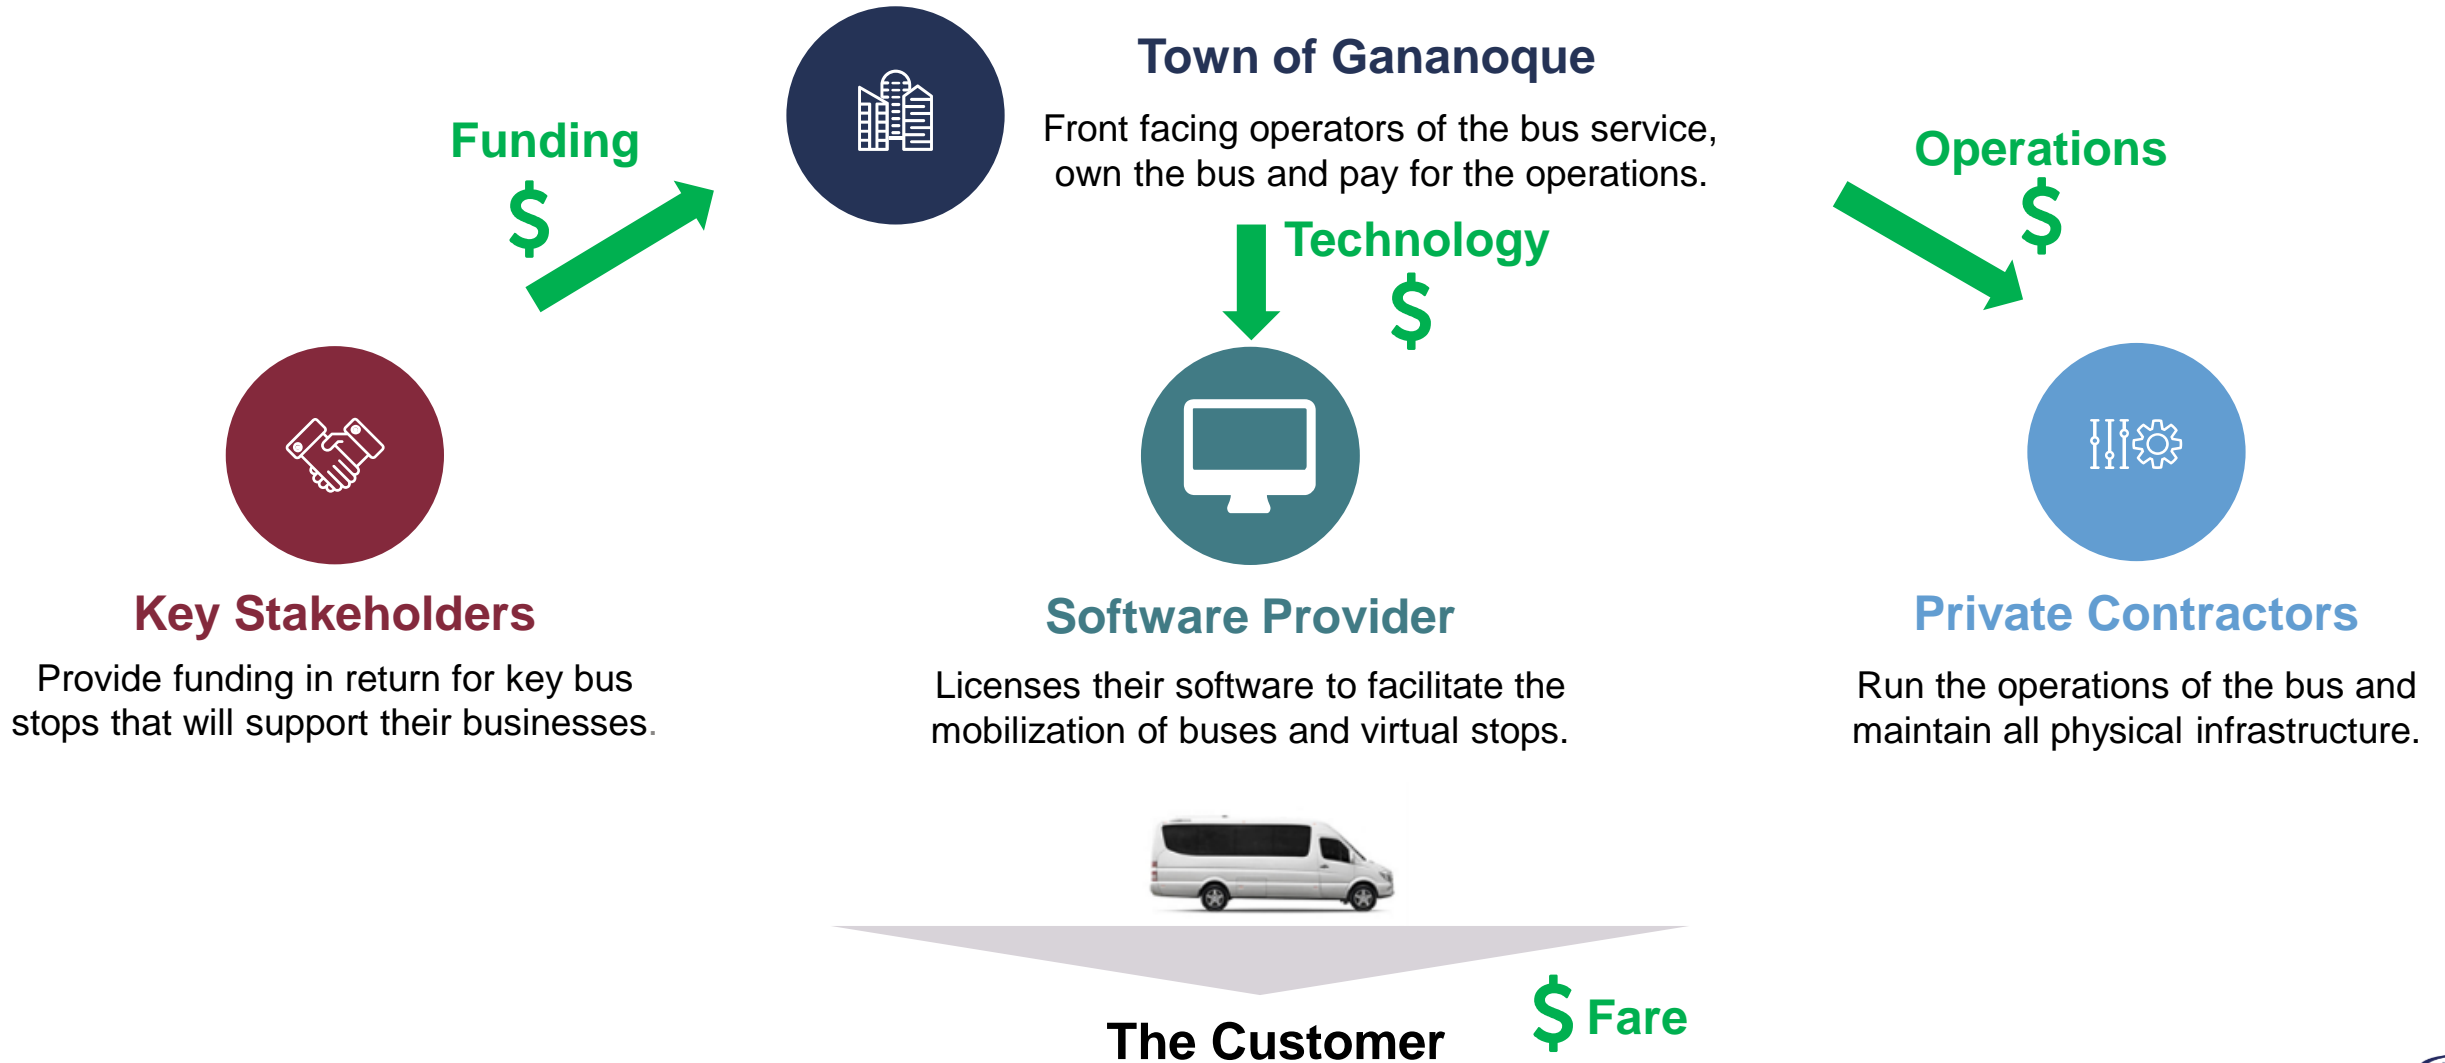 Town of Gananoque
Front facing operators of the bus service,
own the bus and pay for the operations.
Funding
$
Operations
$
Technology
$
Key Stakeholders
Provide funding in return for key bus
stops that will support their businesses.
Software Provider
Licenses their software to facilitate the
mobilization of buses and virtual stops.
Private Contractors
Run the operations of the bus and
maintain all physical infrastructure.
The Customer
$ Fare